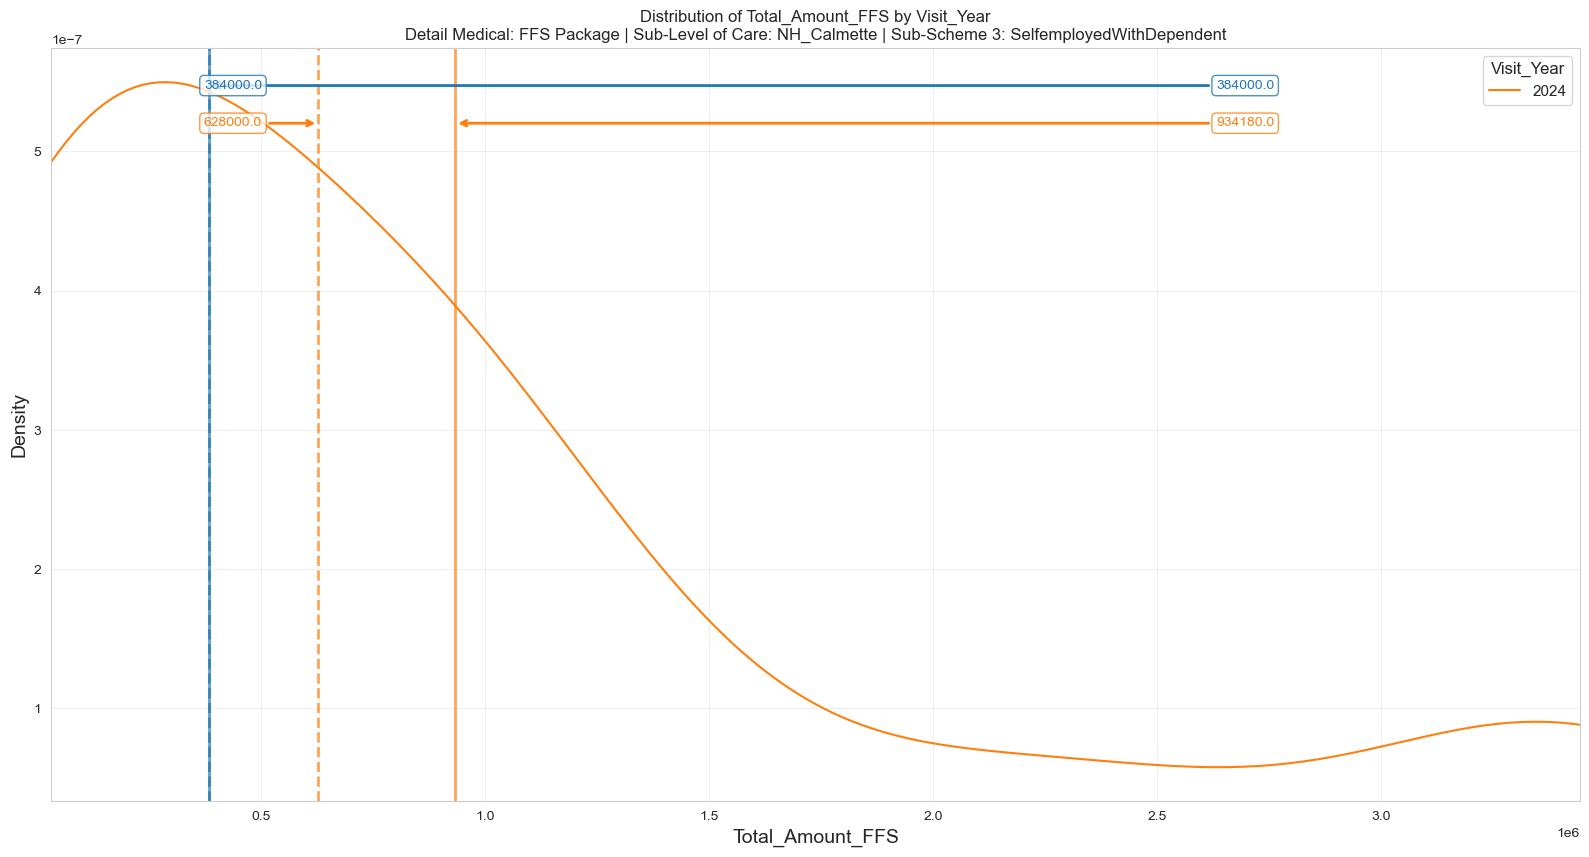 Distribution of Total_Amount_FFS by Visit_Year
Detail Medical: FFS Package | Sub-Level of Care: NH_Calmette | Sub-Scheme 3: SelfemployedWithDependent
1e−7
Visit_Year
2024
384000.0
384000.0
628000.0
934180.0
5
4
3
2
1
Density
0.5
1.0
1.5
2.0
2.5
3.0
1e6
Total_Amount_FFS